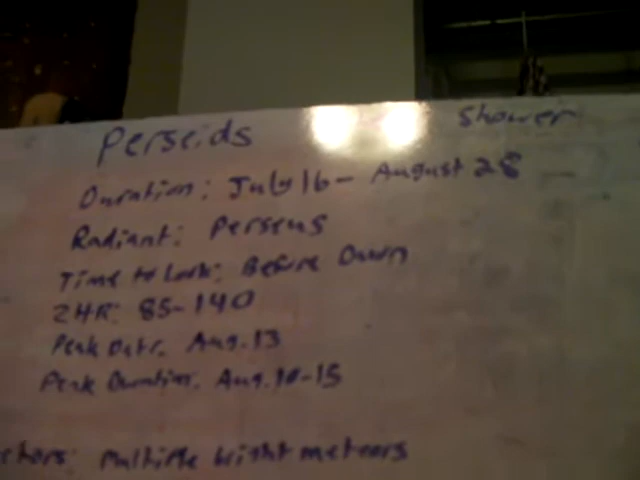 Perseids Shower
Duration: July 16 - August 28
Radiant: Perseus
Time to Look: Before Dawn
ZHR: 85-140
Peak Date: Aug. 13
Peak Duration: Aug. 10-15
Multiple bright meteors